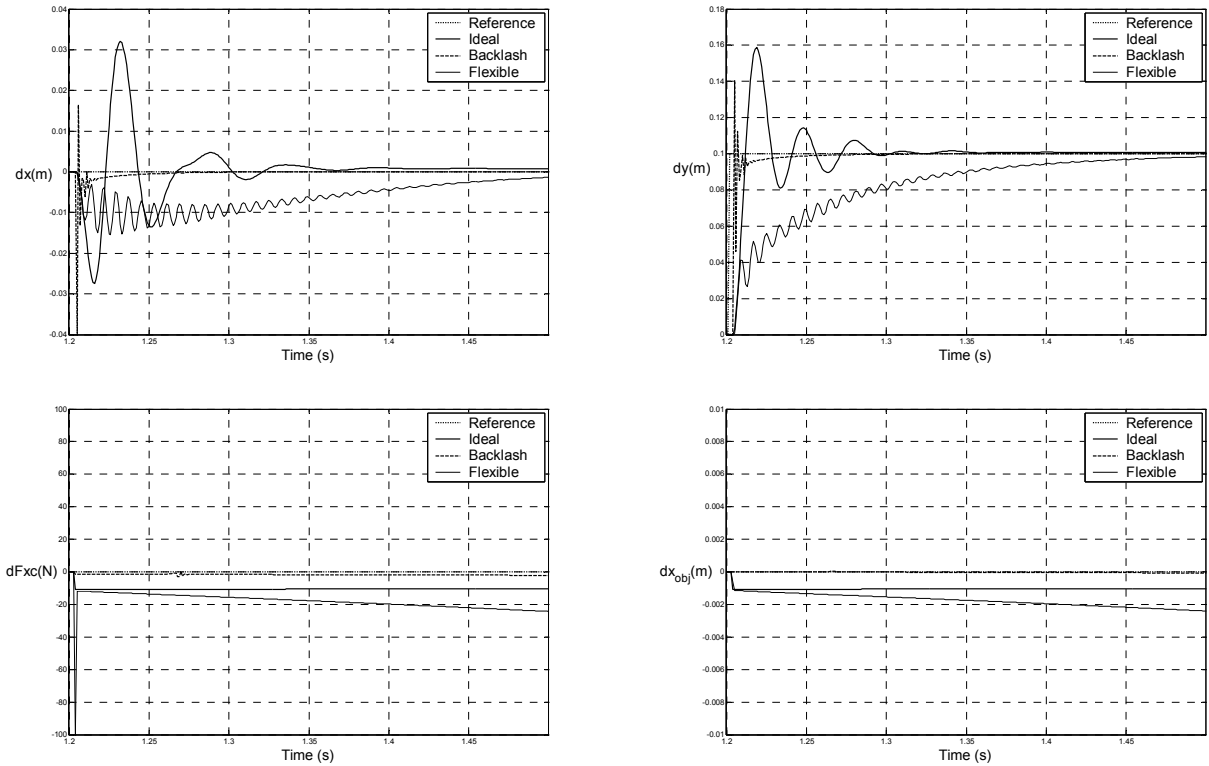 0.04
0.03
0.02
0.01
0
-0.01
-0.02
-0.03
-0.04
dx(m)
1.2 1.25 1.3 1.35 1.4 1.45
Time (s)
Reference
Ideal
Backlash
Flexible
0.18
0.16
0.14
0.12
0.1
0.08
0.06
0.04
0.02
0
dy(m)
1.2 1.25 1.3 1.35 1.4 1.45
Time (s)
Reference
Ideal
Backlash
Flexible
100
80
60
40
20
0
-20
-40
-60
-80
-100
dFxc(N)
1.2 1.25 1.3 1.35 1.4 1.45
Time (s)
Reference
Ideal
Backlash
Flexible
0.01
0.008
0.006
0.004
0.002
0
-0.002
-0.004
-0.006
-0.008
-0.01
dx_obj(m)
1.2 1.25 1.3 1.35 1.4 1.45
Time (s)
Reference
Ideal
Backlash
Flexible